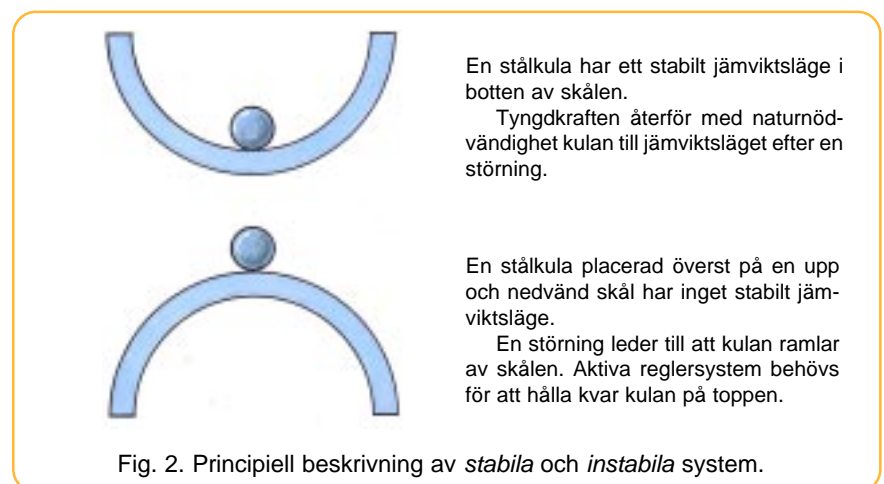 En stålkula har ett stabilt jämviktsläge i
botten av skålen.
Tyngdkraften återför med naturnöd-
vändighet kulan till jämviktsläget efter en
störning.
En stålkula placerad överst på en upp
och nedvänd skål har inget stabilt jäm-
viktsläge.
En störning leder till att kulan ramlar
av skålen. Aktiva reglersystem behövs
för att hålla kvar kulan på toppen.
Fig. 2. Principiell beskrivning av stabila och instabila system.